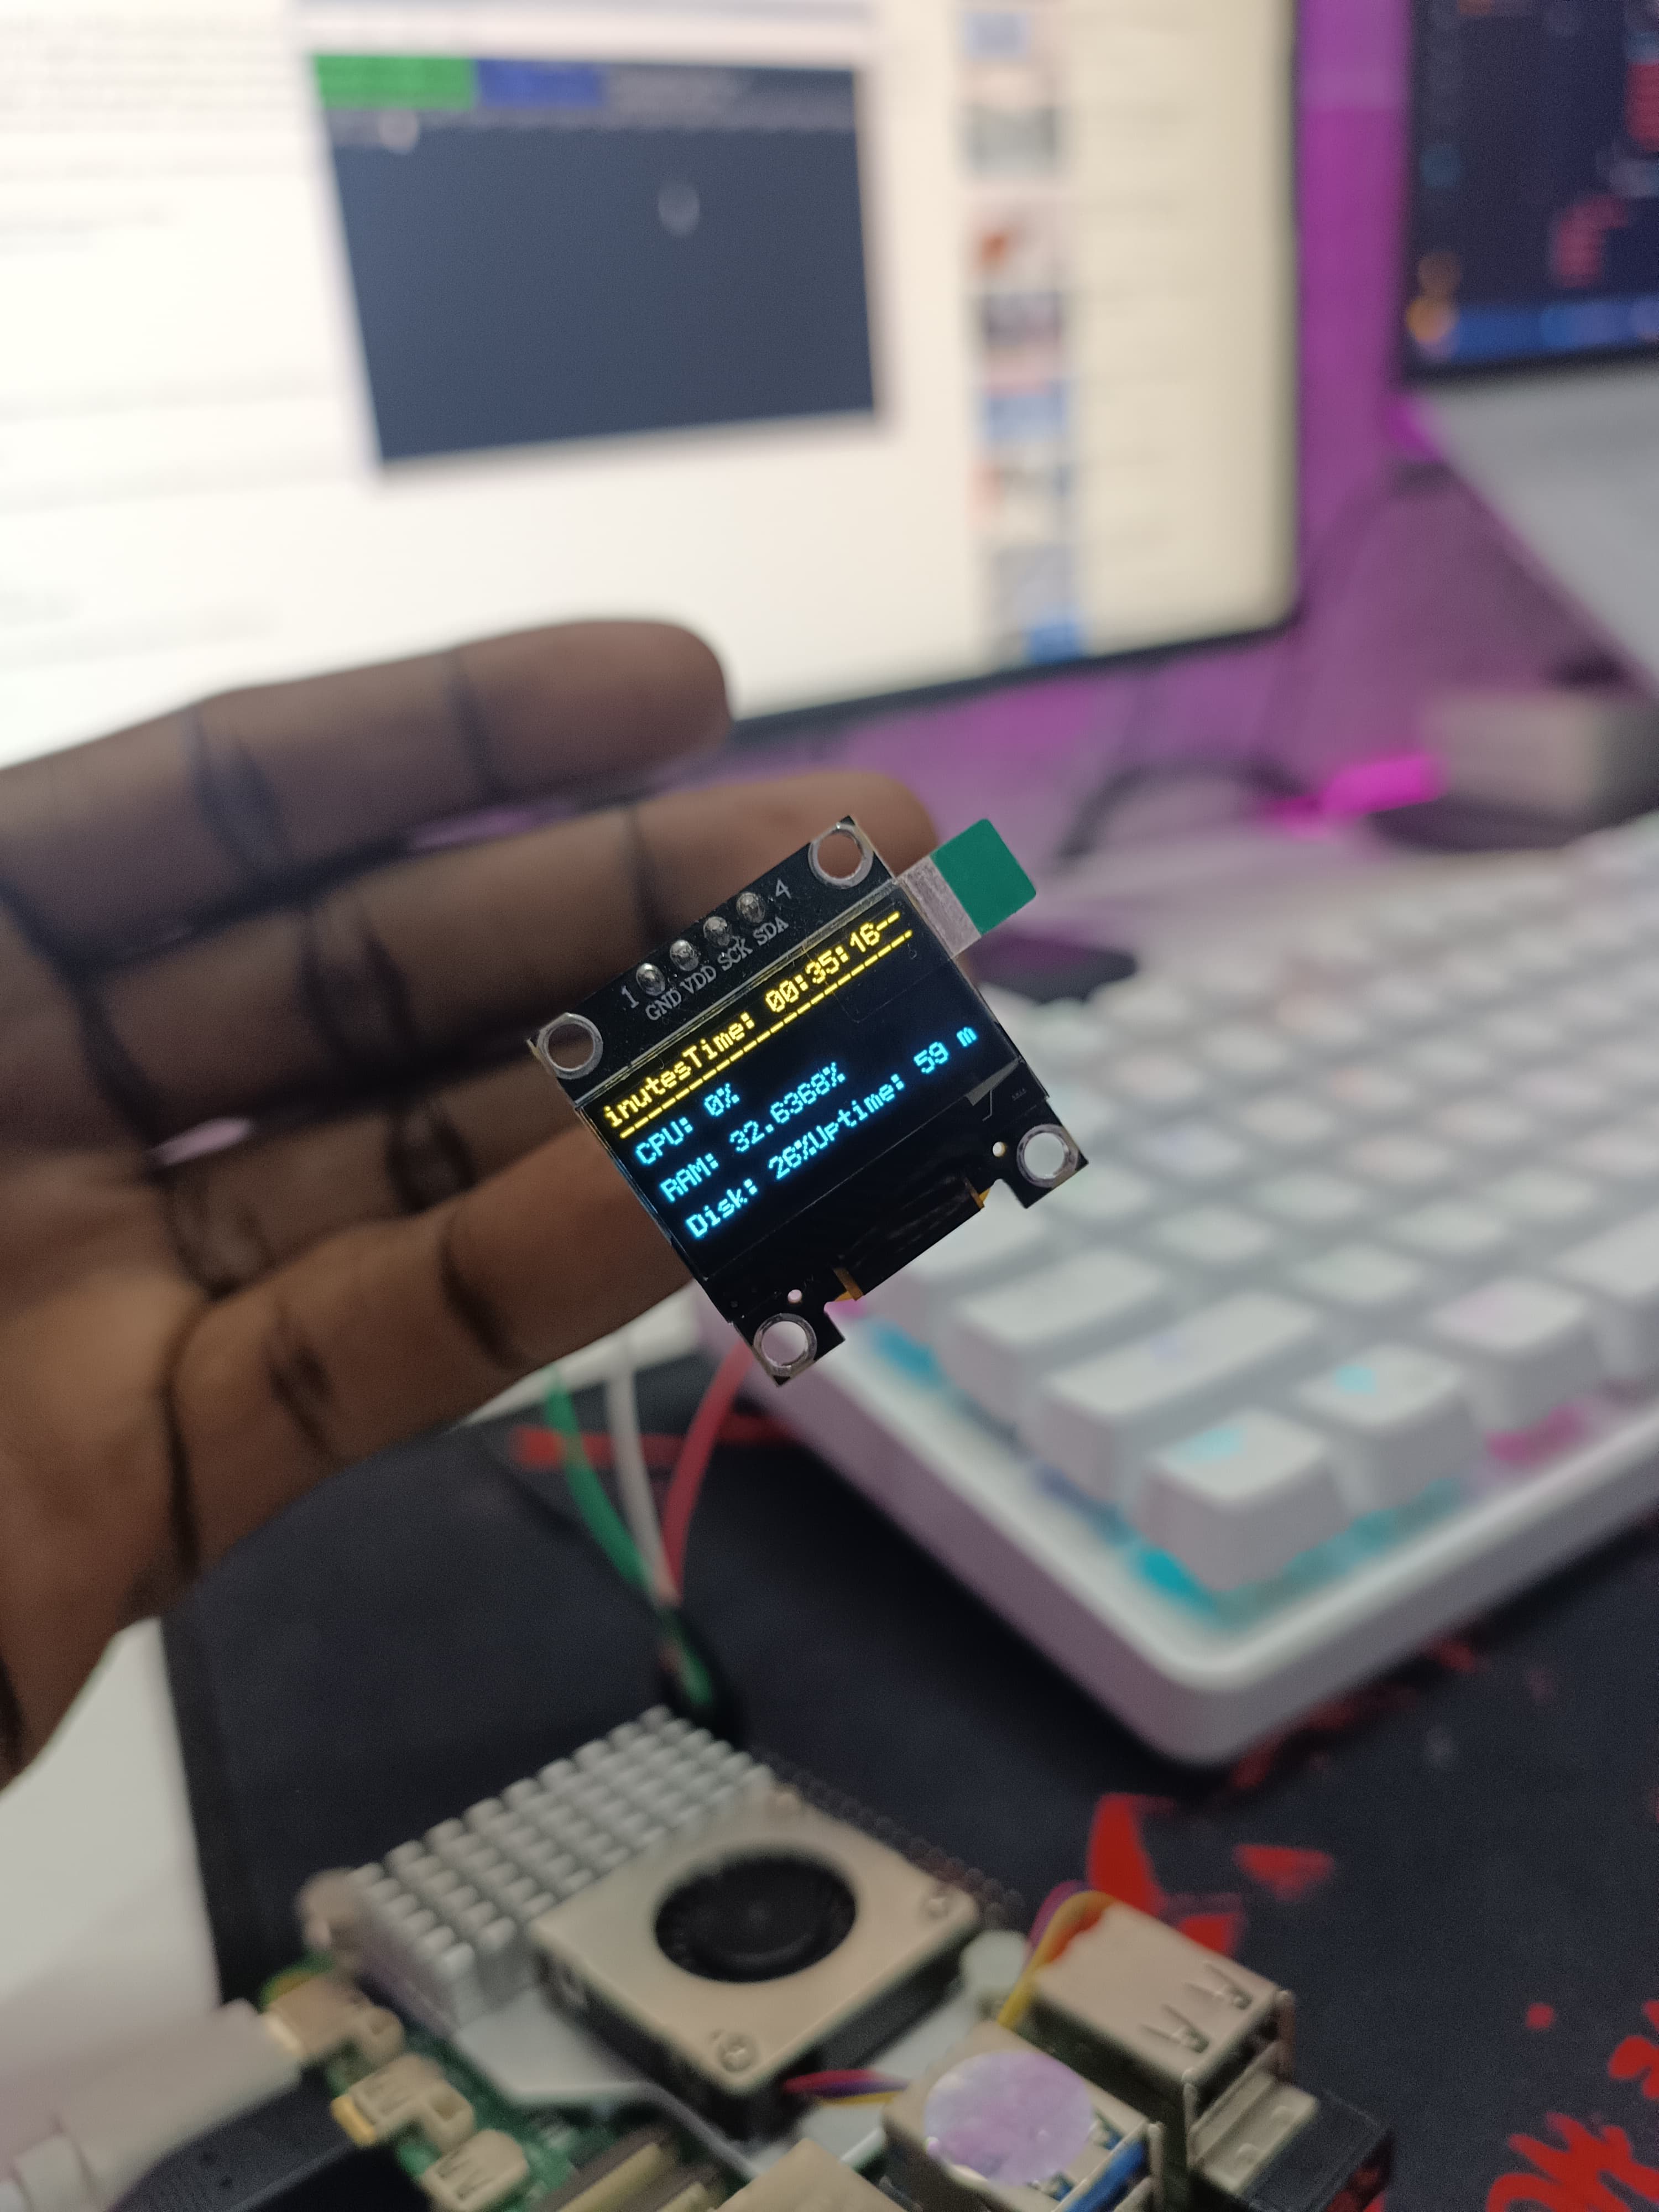 1 4
GND VDD SCK SDA
inutesTime: 00:35:16--
----------------------
CPU: 0%
RAM: 32.6368%
Disk: 26%Uptime: 59 m